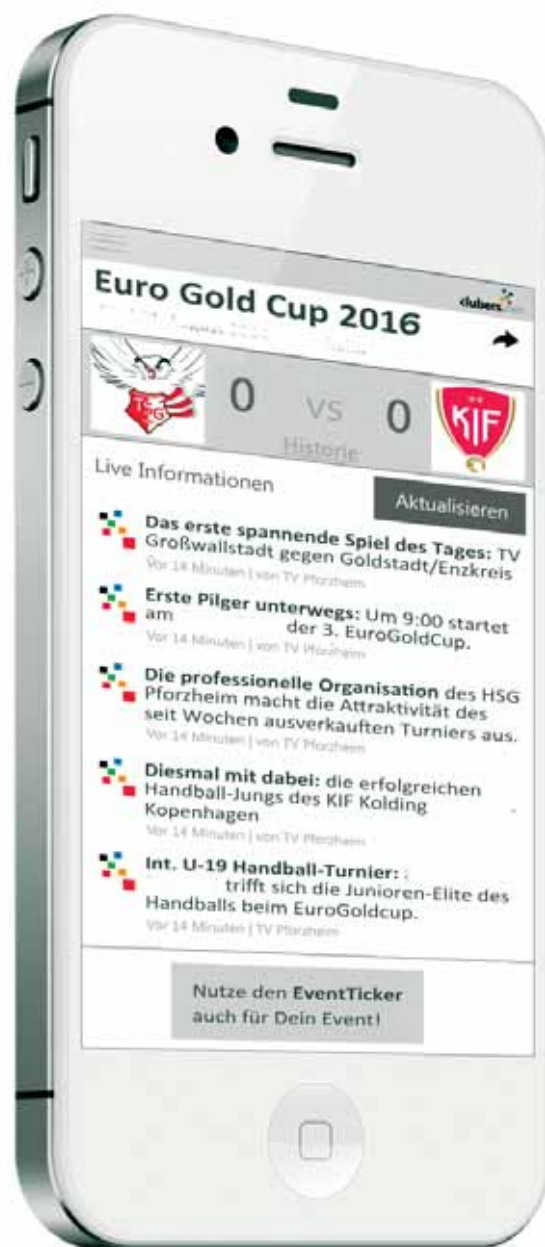 clubers
Euro Gold Cup 2016
0 VS 0
KIF
Historie
Live Informationen
Aktualisieren
Das erste spannende Spiel des Tages: TV
Großwallstadt gegen Goldstadt/Enzkreis
Vor 14 Minuten | von TV Pforzheim
Erste Pilger unterwegs: Um 9:00 startet
am der 3. EuroGoldCup.
Vor 14 Minuten | von TV Pforzheim
Die professionelle Organisation des HSG
Pforzheim macht die Attraktivität des
seit Wochen ausverkauften Turniers aus.
Vor 14 Minuten | von TV Pforzheim
Diesmal mit dabei: die erfolgreichen
Handball-Jungs des KIF Kolding
Kopenhagen
Vor 14 Minuten | von TV Pforzheim
Int. U-19 Handball-Turnier:
trifft sich die Junioren-Elite des
Handballs beim EuroGoldcup.
Vor 14 Minuten | TV Pforzheim
Nutze den EventTicker
auch für Dein Event!